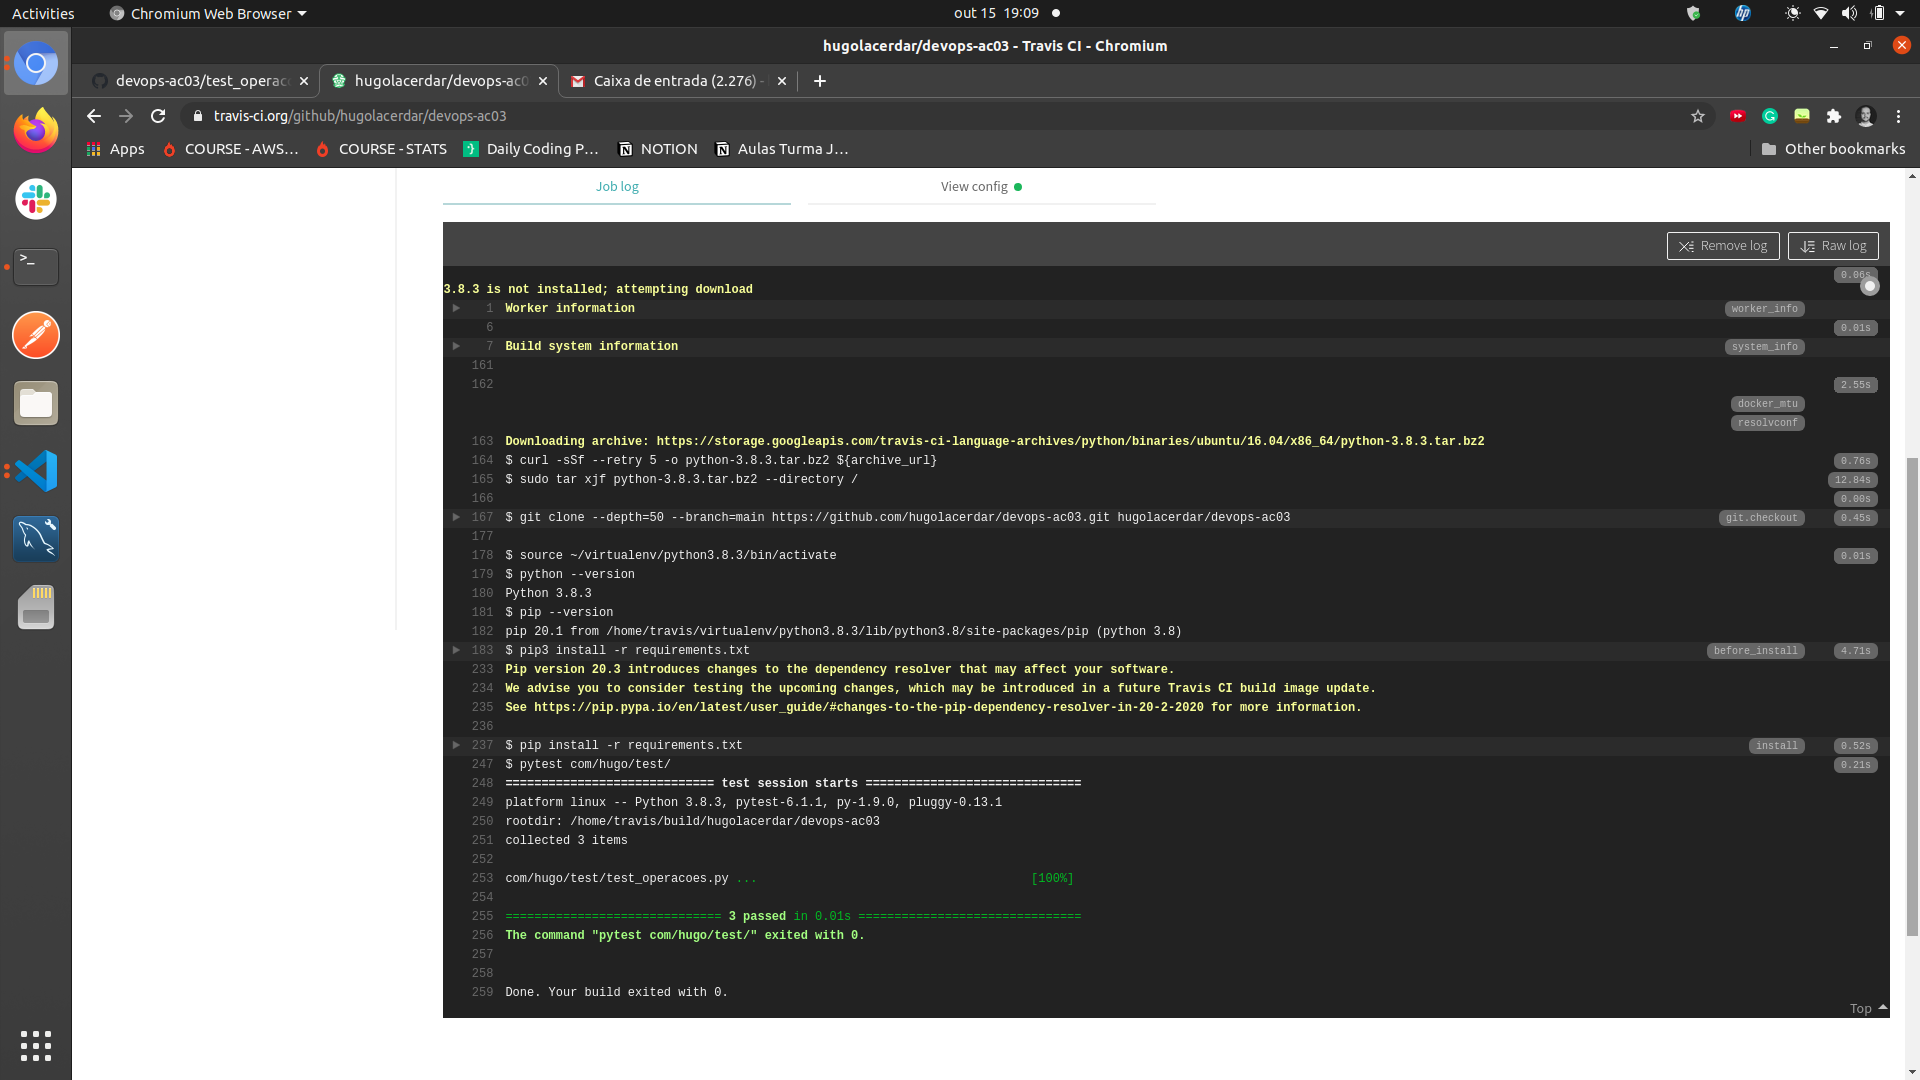 Activities
Chromium Web Browser
out 15 19:09
hp
hugolacerdar/devops-ac03 - Travis CI - Chromium
devops-ac03/test_operac
hugolacerdar/devops-ac0
Caixa de entrada (2.276) -
travis-ci.org/github/hugolacerdar/devops-ac03
Apps
COURSE - AWS...
COURSE - STATS
Daily Coding P...
NOTION
Aulas Turma J...
Other bookmarks
Job log
View config
Remove log
Raw log
0.06s
3.8.3 is not installed; attempting download
1 Worker information worker_info
6 0.01s
7 Build system information system_info
161
162 2.55s
docker_mtu
resolvconf
163 Downloading archive: https://storage.googleapis.com/travis-ci-language-archives/python/binaries/ubuntu/16.04/x86_64/python-3.8.3.tar.bz2
164 $ curl -sSf --retry 5 -o python-3.8.3.tar.bz2 ${archive_url} 0.76s
165 $ sudo tar xjf python-3.8.3.tar.bz2 --directory / 12.84s
166 0.00s
167 $ git clone --depth=50 --branch=main https://github.com/hugolacerdar/devops-ac03.git hugolacerdar/devops-ac03 git.checkout 0.45s
177
178 $ source ~/virtualenv/python3.8.3/bin/activate 0.01s
179 $ python --version
180 Python 3.8.3
181 $ pip --version
182 pip 20.1 from /home/travis/virtualenv/python3.8.3/lib/python3.8/site-packages/pip (python 3.8)
183 $ pip3 install -r requirements.txt before_install 4.71s
233 Pip version 20.3 introduces changes to the dependency resolver that may affect your software.
234 We advise you to consider testing the upcoming changes, which may be introduced in a future Travis CI build image update.
235 See https://pip.pypa.io/en/latest/user_guide/#changes-to-the-pip-dependency-resolver-in-20-2-2020 for more information.
236
237 $ pip install -r requirements.txt install 0.52s
247 $ pytest com/hugo/test/ 0.21s
248 ============================= test session starts ==============================
249 platform linux -- Python 3.8.3, pytest-6.1.1, py-1.9.0, pluggy-0.13.1
250 rootdir: /home/travis/build/hugolacerdar/devops-ac03
251 collected 3 items
252
253 com/hugo/test/test_operacoes.py ... [100%]
254
255 ============================== 3 passed in 0.01s ===============================
256 The command "pytest com/hugo/test/" exited with 0.
257
258
259 Done. Your build exited with 0.
Top